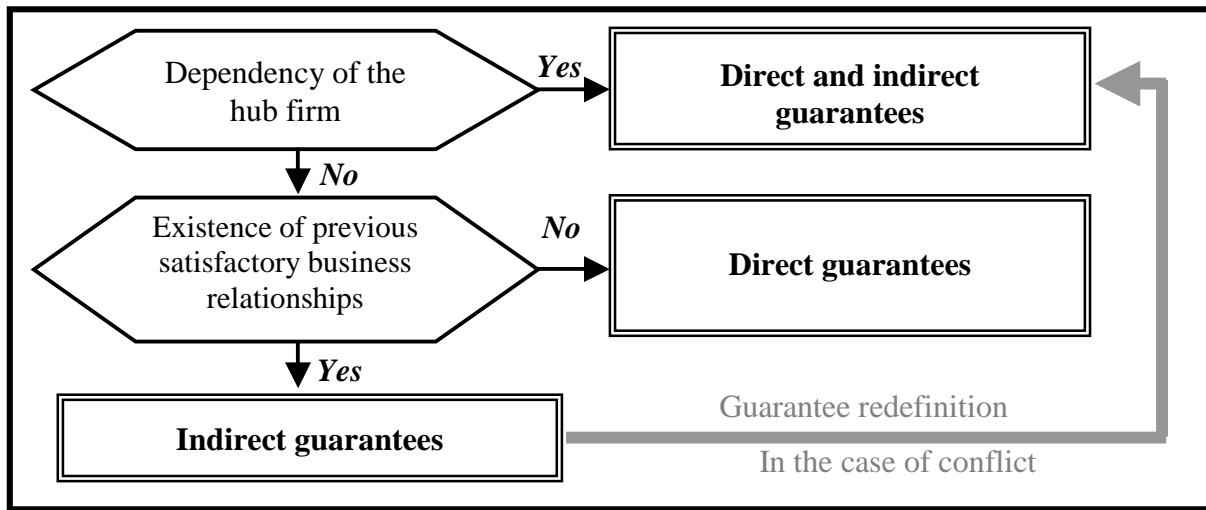 Dependency of the
hub firm
Yes
Direct and indirect
guarantees
No
Existence of previous
satisfactory business
relationships
No
Direct guarantees
Yes
Indirect guarantees
Guarantee redefinition
In the case of conflict